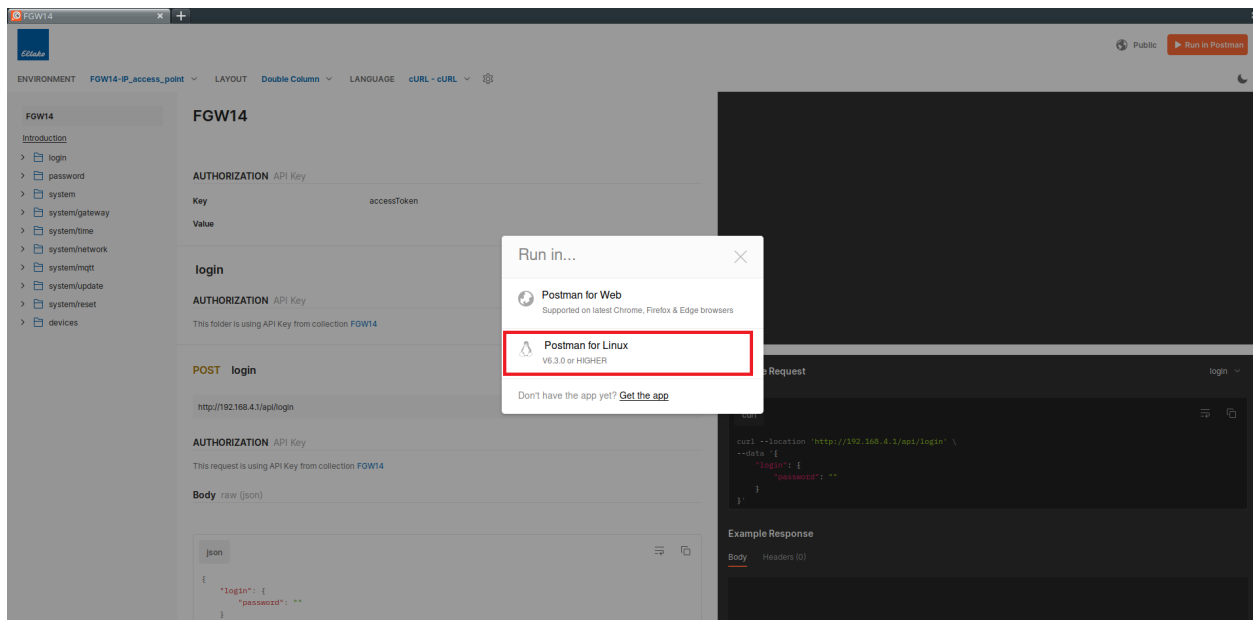 FGW14
Eltako
Public
Run in Postman
ENVIRONMENT FGW14-IP_access_point LAYOUT Double Column LANGUAGE cURL - cURL
FGW14
Introduction
login
password
system
system/gateway
system/time
system/network
system/mqtt
system/update
system/reset
devices
FGW14
AUTHORIZATION API Key
Key accessToken
Value
login
AUTHORIZATION API Key
This folder is using API Key from collection FGW14
POST login
http://192.168.4.1/api/login
AUTHORIZATION API Key
This request is using API Key from collection FGW14
Body raw (json)
json
{
"login": {
"password": ""
}
Run in...
Postman for Web
Supported on latest Chrome, Firefox & Edge browsers
Postman for Linux
V6.3.0 or HIGHER
Don't have the app yet? Get the app
Request
login
curl
curl --location 'http://192.168.4.1/api/login' \
--data '{
"login": {
"password": ""
}
}'
Example Response
Body Headers (0)